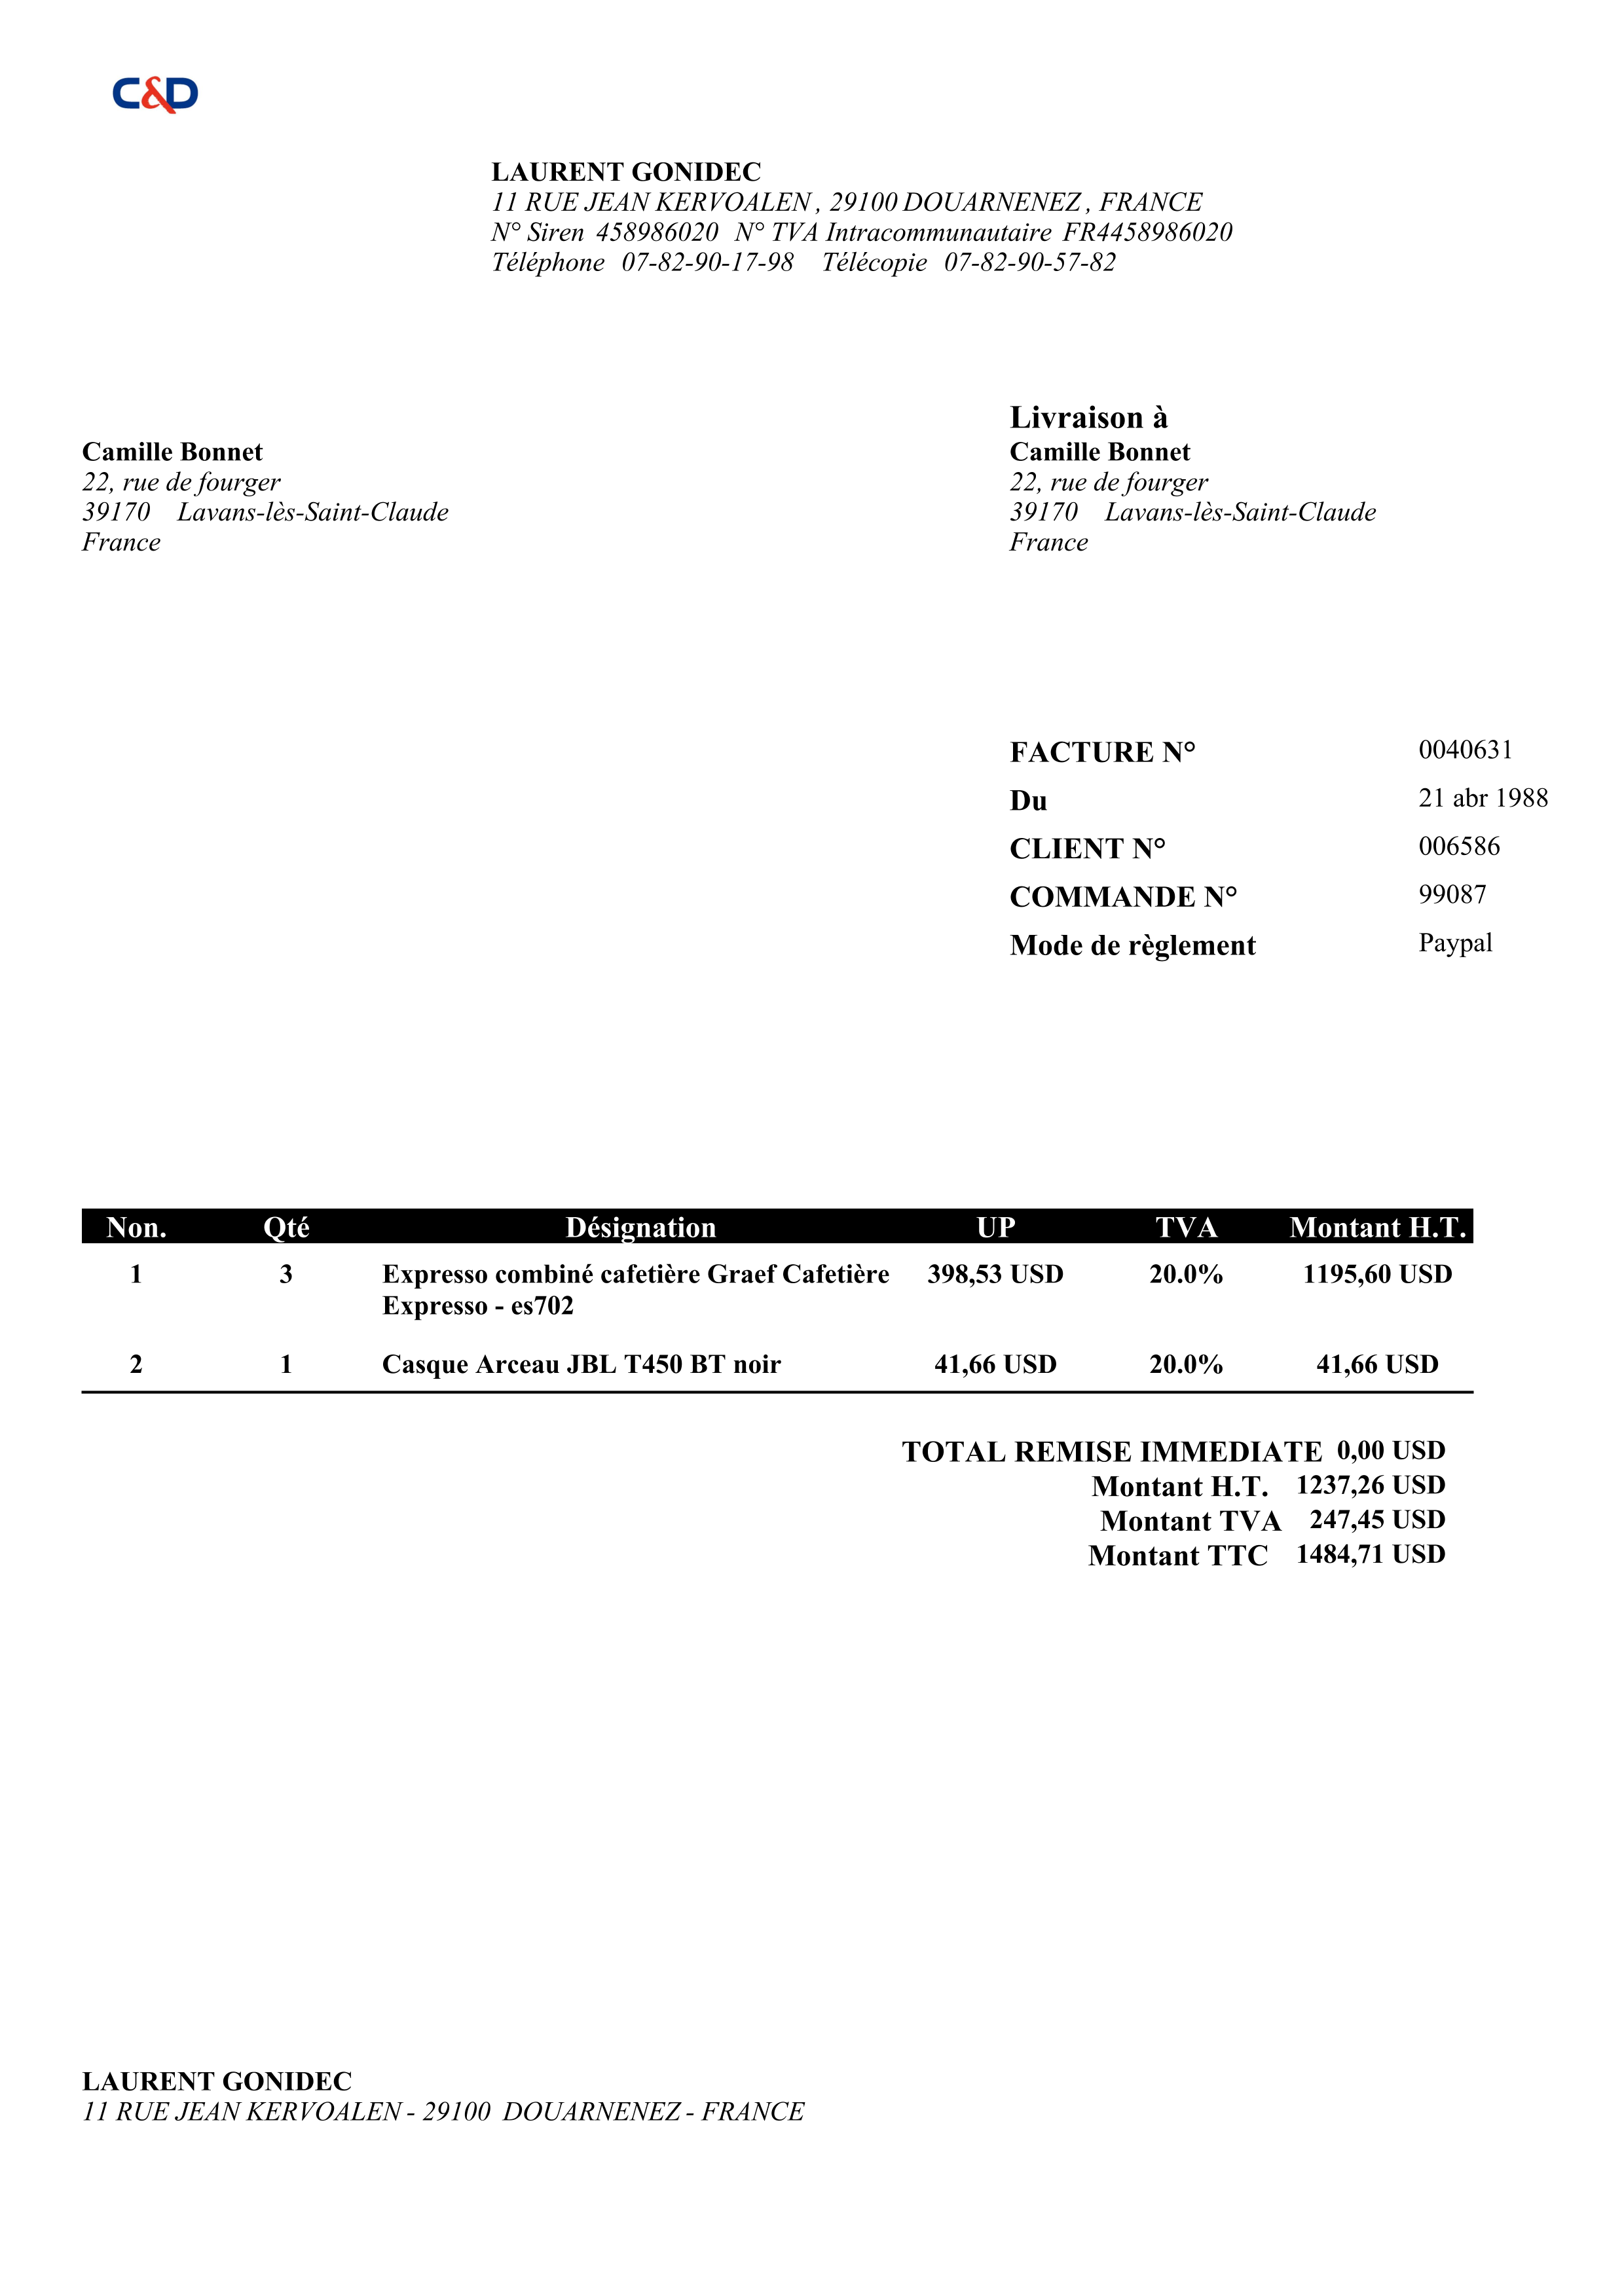 C&D
LAURENT GONIDEC
11 RUE JEAN KERVOALEN , 29100 DOUARNENEZ , FRANCE
N° Siren 458986020 N° TVA Intracommunautaire FR4458986020
Téléphone 07-82-90-17-98 Télécopie 07-82-90-57-82
Camille Bonnet
22, rue de fourger
39170 Lavans-lès-Saint-Claude
France
Livraison à
Camille Bonnet
22, rue de fourger
39170 Lavans-lès-Saint-Claude
France
FACTURE N° 0040631
Du 21 abr 1988
CLIENT N° 006586
COMMANDE N° 99087
Mode de règlement Paypal
Non. Qté Désignation UP TVA Montant H.T.
1 3 Expresso combiné cafetière Graef Cafetière 398,53 USD 20.0% 1195,60 USD
Expresso - es702
2 1 Casque Arceau JBL T450 BT noir 41,66 USD 20.0% 41,66 USD
TOTAL REMISE IMMEDIATE 0,00 USD
Montant H.T. 1237,26 USD
Montant TVA 247,45 USD
Montant TTC 1484,71 USD
LAURENT GONIDEC
11 RUE JEAN KERVOALEN - 29100 DOUARNENEZ - FRANCE